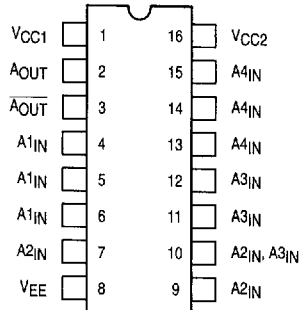 VCC1 1 16 VCC2
AOUT 2 15 A4IN
A̅O̅U̅T̅ 3 14 A4IN
A1IN 4 13 A4IN
A1IN 5 12 A3IN
A1IN 6 11 A3IN
A2IN 7 10 A2IN, A3IN
VEE 8 9 A2IN